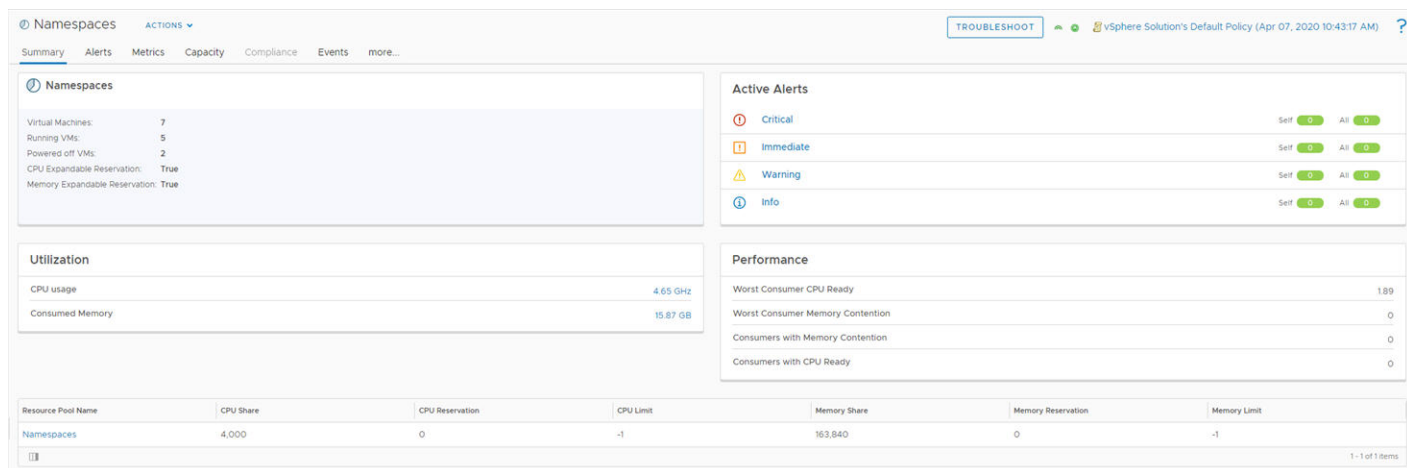 Namespaces ACTIONS TROUBLESHOOT vSphere Solution's Default Policy (Apr 07, 2020 10:43:17 AM) ?
Summary Alerts Metrics Capacity Compliance Events more...
Namespaces
Virtual Machines: 7
Running VMs: 5
Powered off VMs: 2
CPU Expandable Reservation: True
Memory Expandable Reservation: True
Active Alerts
Critical Self 0 All 0
Immediate Self 0 All 0
Warning Self 0 All 0
Info Self 0 All 0
Utilization
CPU usage 4.65 GHz
Consumed Memory 15.87 GB
Performance
Worst Consumer CPU Ready 1.89
Worst Consumer Memory Contention 0
Consumers with Memory Contention 0
Consumers with CPU Ready 0
Resource Pool Name CPU Share CPU Reservation CPU Limit Memory Share Memory Reservation Memory Limit
Namespaces 4,000 0 -1 163,840 0 -1
1 - 1 of 1 items